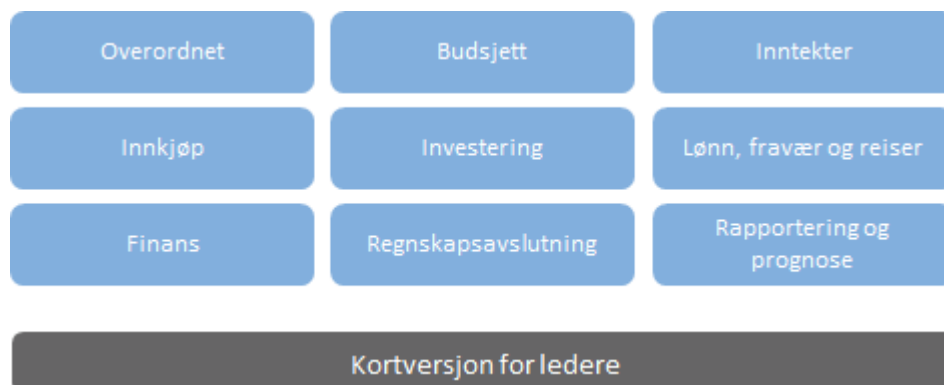 Overordnet
Budsjett
Inntekter
Innkjøp
Investering
Lønn, fravær og reiser
Finans
Regnskapsavslutning
Rapportering og
prognose
Kortversjon for ledere